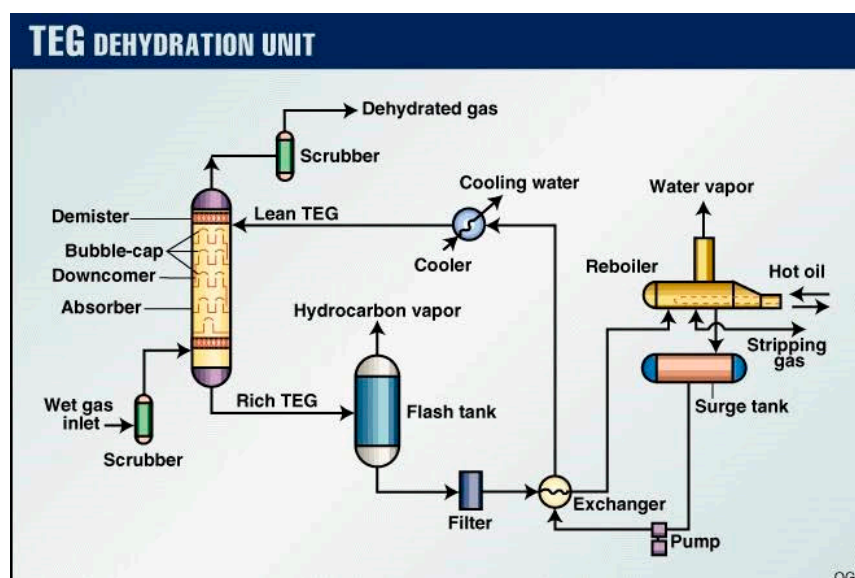 TEG DEHYDRATION UNIT
Dehydrated gas
Scrubber
Cooling water
Water vapor
Demister
Lean TEG
Bubble-cap
Cooler
Reboiler
Hot oil
Downcomer
Absorber
Hydrocarbon vapor
Stripping
gas
Wet gas
inlet
Rich TEG
Flash tank
Surge tank
Scrubber
Filter
Exchanger
Pump